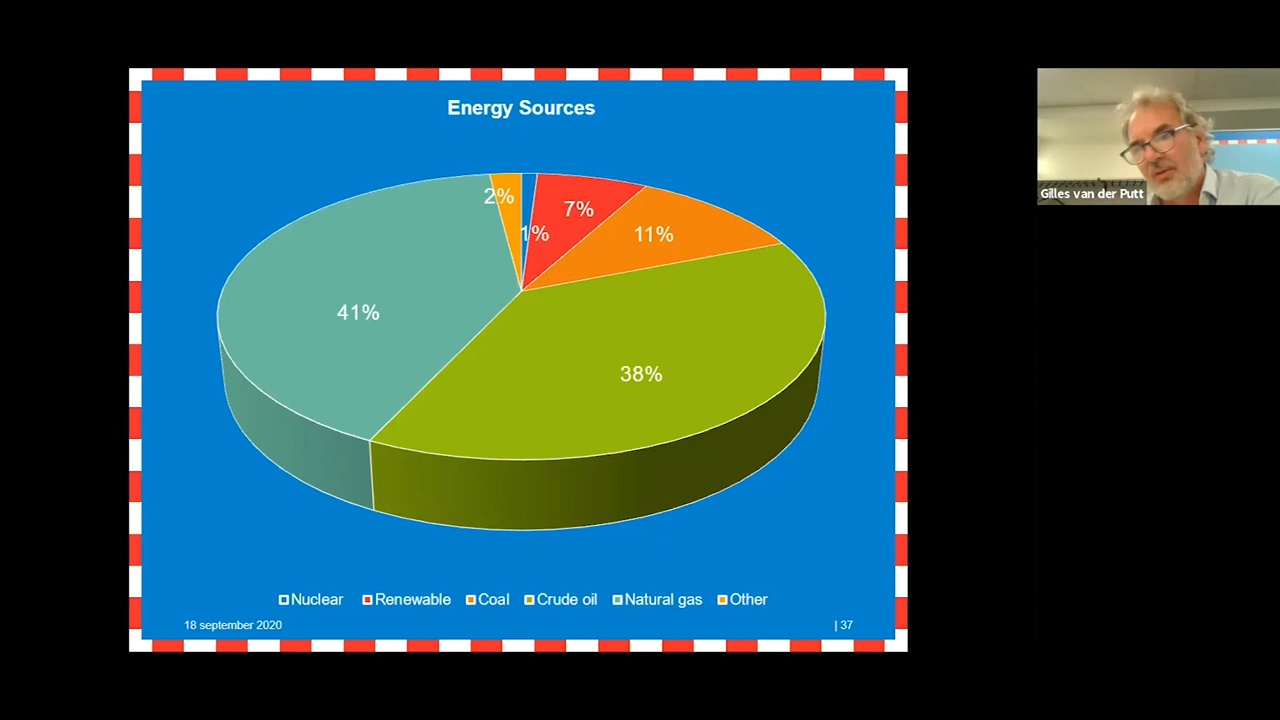 Energy Sources
2%
1%
7%
11%
41%
38%
Nuclear Renewable Coal Crude oil Natural gas Other
18 september 2020
| 37
Gilles van der Putt